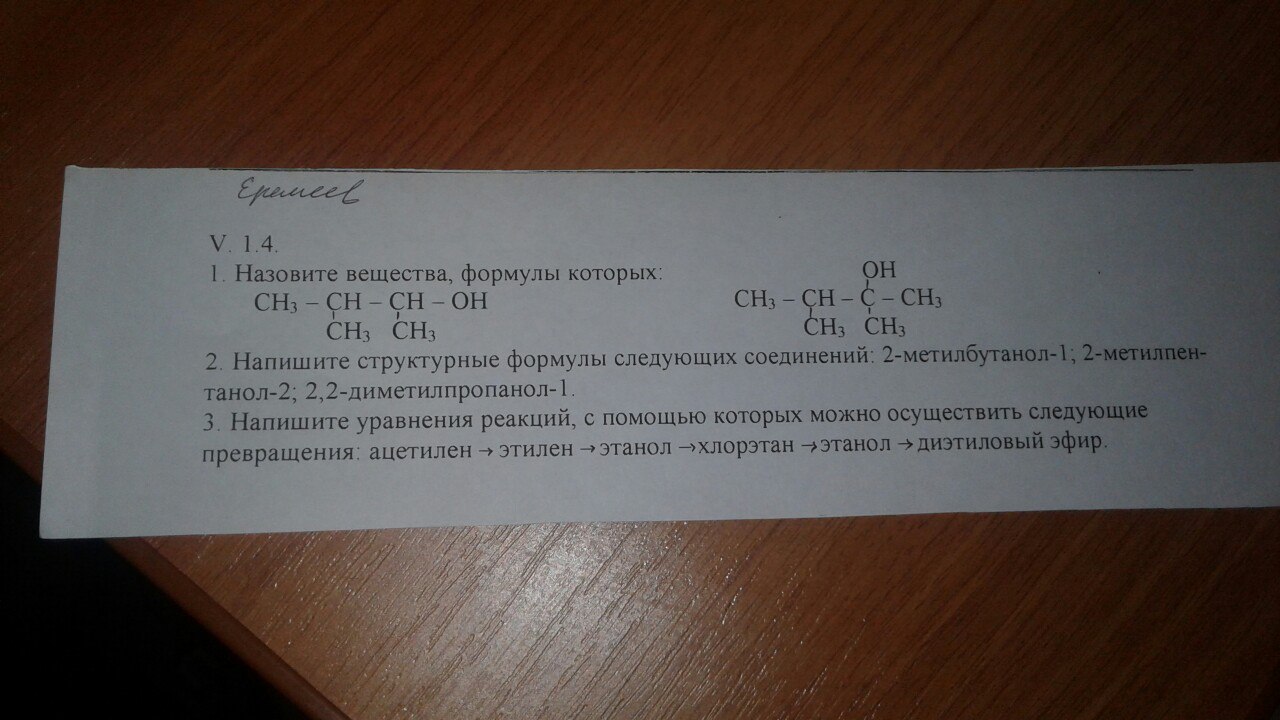 Еремеев
V. 1.4.
1. Назовите вещества, формулы которых:
OH
CH₃ – CH – CH – OH CH₃ – CH – C – CH₃
CH₃ CH₃ CH₃ CH₃
2. Напишите структурные формулы следующих соединений: 2-метилбутанол-1; 2-метилпен-
танол-2; 2,2-диметилпропанол-1.
3. Напишите уравнения реакций, с помощью которых можно осуществить следующие
превращения: ацетилен → этилен → этанол → хлорэтан → этанол → диэтиловый эфир.